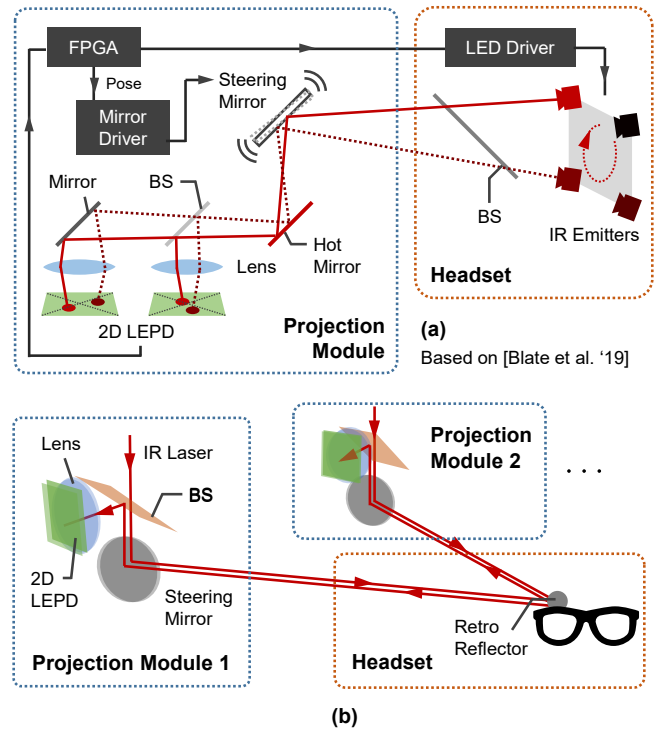 FPGA
LED Driver
Pose
Steering
Mirror
Mirror
Driver
Mirror
BS
BS
Hot
Mirror
Lens
IR Emitters
Headset
2D LEPD
Projection
Module
(a)
Based on [Blate et al. ‘19]
Lens
IR Laser
BS
2D
LEPD
Steering
Mirror
Projection Module 1
Projection
Module 2
. . .
Retro
Reflector
Headset
(b)